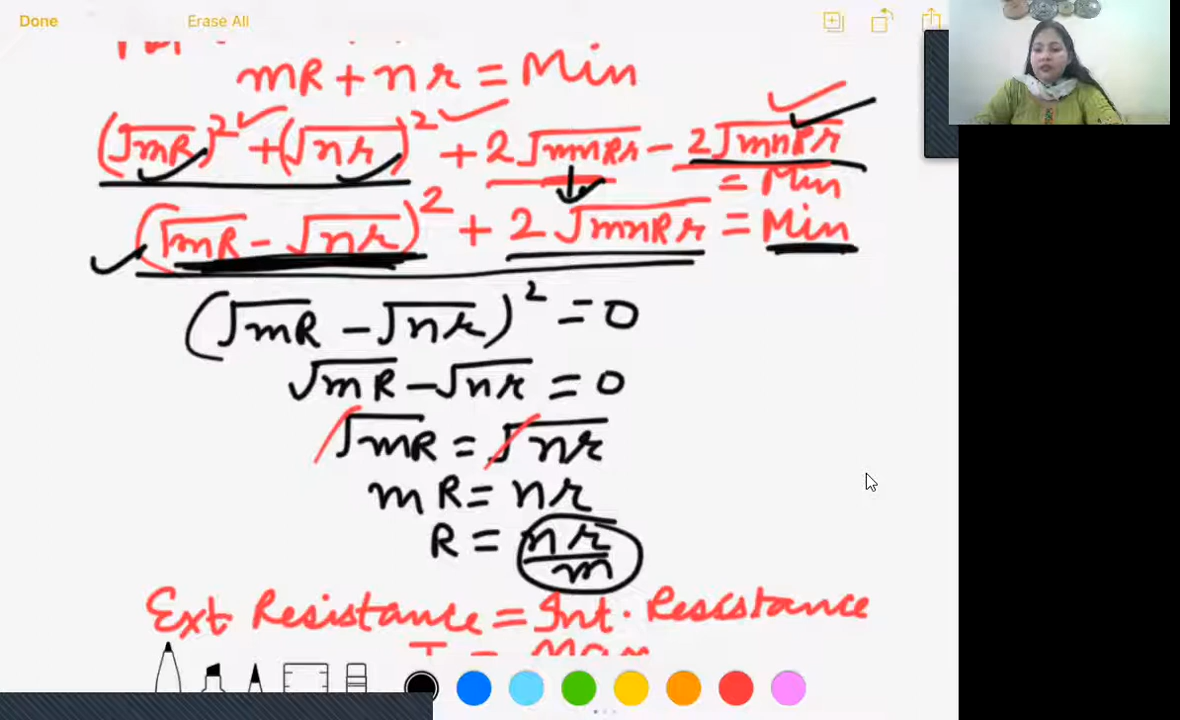 Done Erase All
mR + nr = Min
(√mR)² + (√nr)² + 2√mnRr − 2√mnRr
= Min
(√mR − √nr)² + 2√mnRr = Min
(√mR − √nr)² = 0
√mR − √nr = 0
√mR = √nr
mR = nr
R = nr/m
Ext Resistance = Int. Resistance